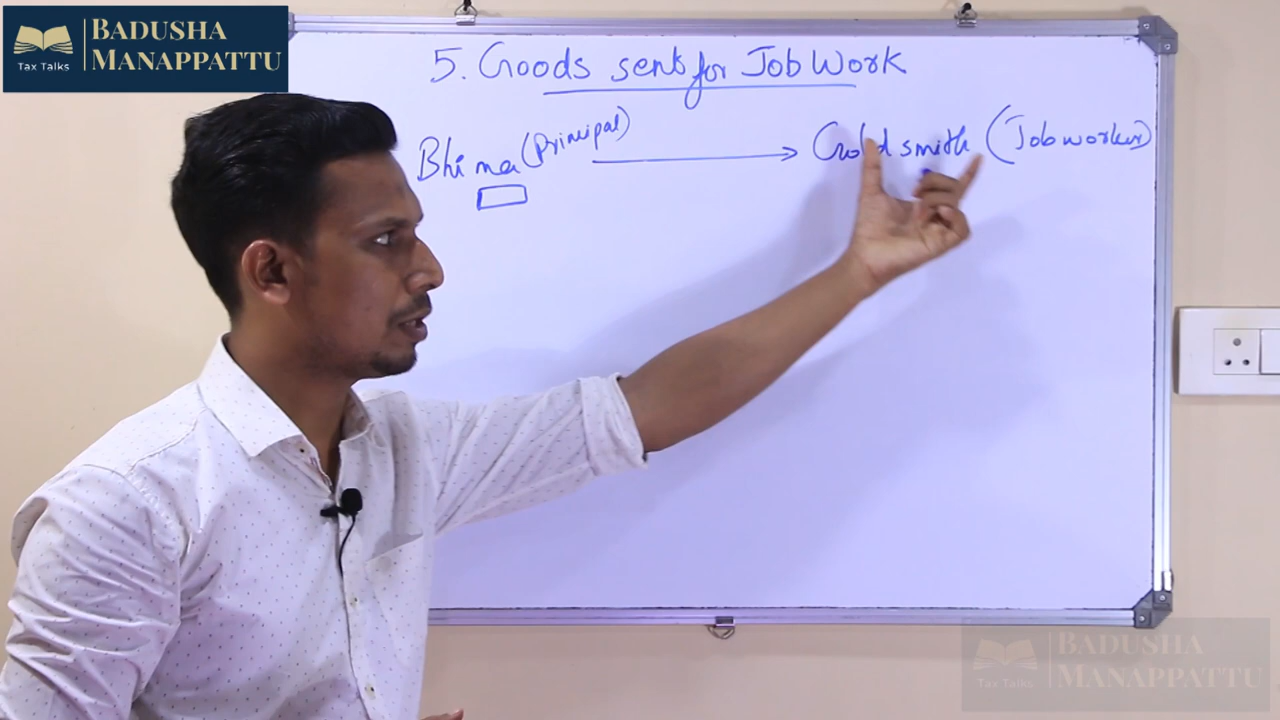 BADUSHA
MANAPPATTU
Tax Talks
5. Goods sent for Job Work
Bhima (Principal) → Goldsmith (Job worker)
BADUSHA
MANAPPATTU
Tax Talks